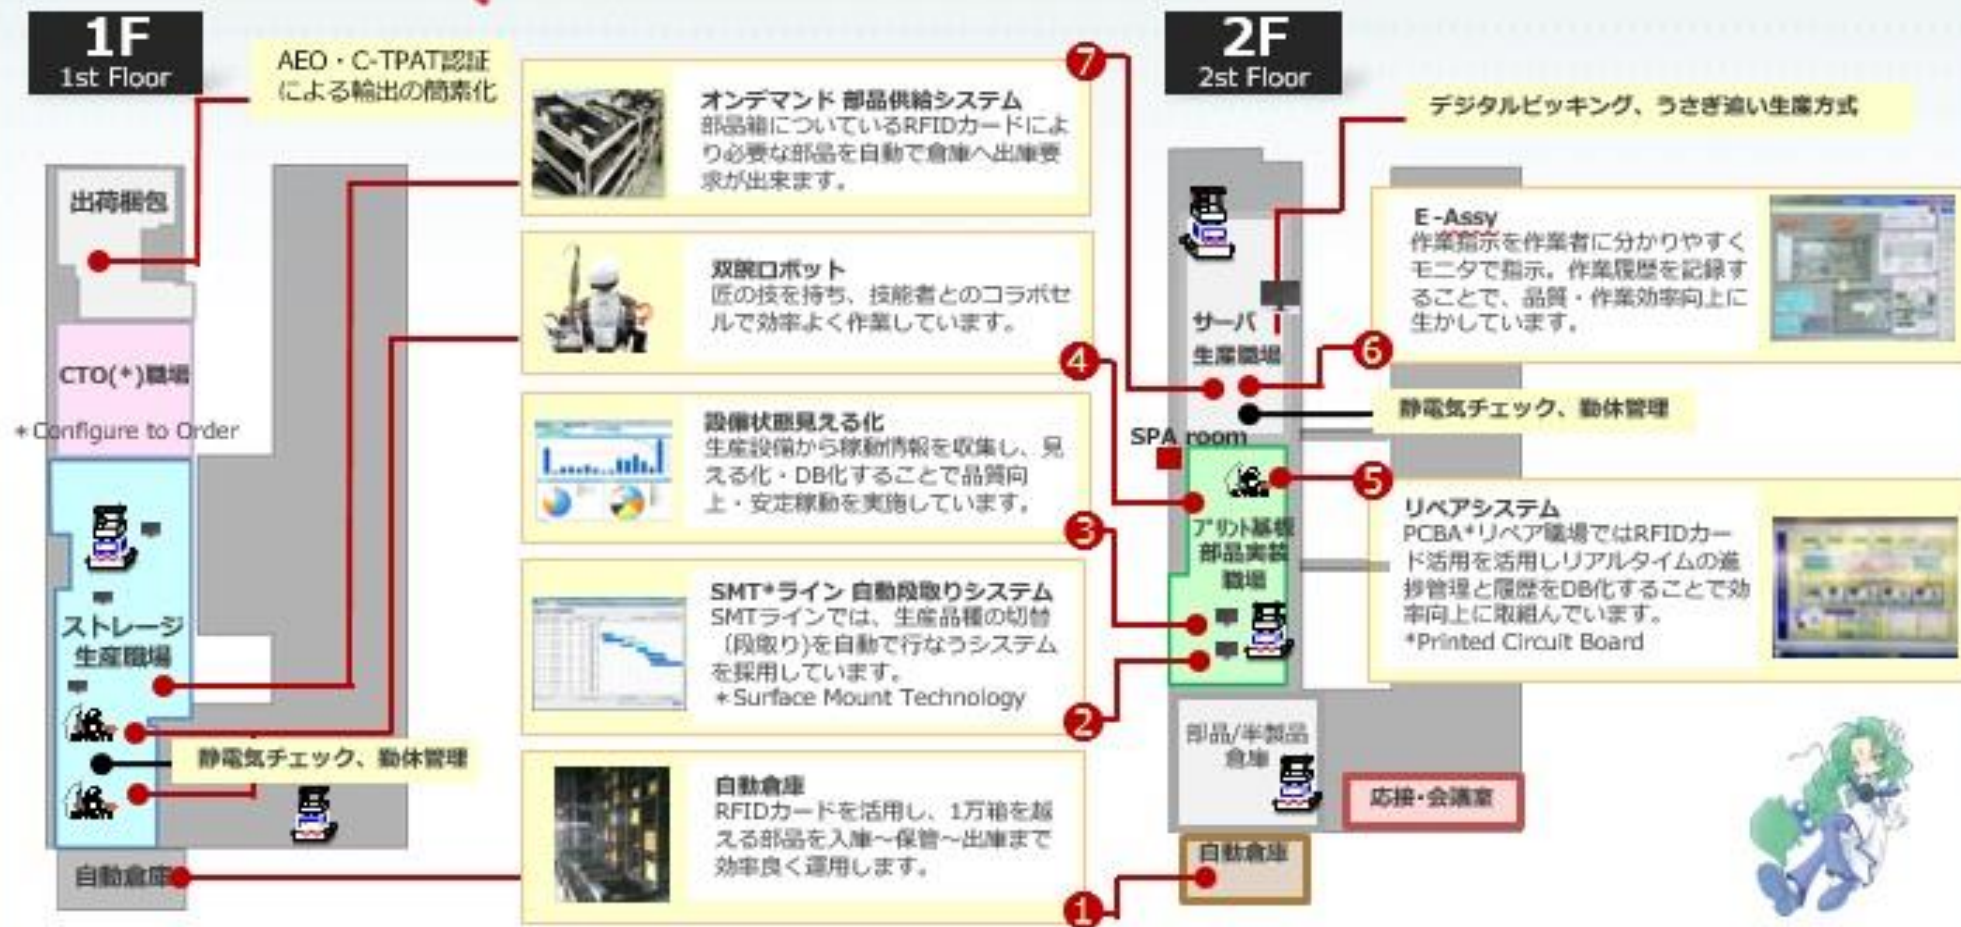 1F
1st Floor
AEO・C-TPAT認証
による輸出の簡素化
出荷梱包
CTO(*)職場
*Configure to Order
ストレージ
生産職場
静電気チェック、勤休管理
自動倉庫
7
オンデマンド 部品供給システム
部品箱についているRFIDカードによ
り必要な部品を自動で倉庫へ出庫要
求が出来ます。
双腕ロボット
匠の技を持ち、技能者とのコラボセ
ルで効率よく作業しています。
4
設備状態見える化
生産設備から稼動情報を収集し、見
える化・DB化することで品質向
上・安定稼動を実施しています。
3
SMT*ライン 自動段取りシステム
SMTラインでは、生産品種の切替
（段取り)を自動で行なうシステム
を採用しています。
*Surface Mount Technology
2
自動倉庫
RFIDカードを活用し、1万箱を越
える部品を入庫～保管～出庫まで
効率良く運用します。
1
2F
2st Floor
デジタルピッキング、うさぎ追い生産方式
サーバ
生産職場
E-Assy
作業指示を作業者に分かりやすく
モニタで指示。作業履歴を記録す
ることで、品質・作業効率向上に
生かしています。
6
静電気チェック、勤休管理
SPA room
5
プリント基板
部品実装
職場
リペアシステム
PCBA*リペア職場ではRFIDカー
ド活用を活用しリアルタイムの進
捗管理と履歴をDB化することで効
率向上に取組んでいます。
*Printed Circuit Board
部品/半製品
倉庫
応接・会議室
自動倉庫